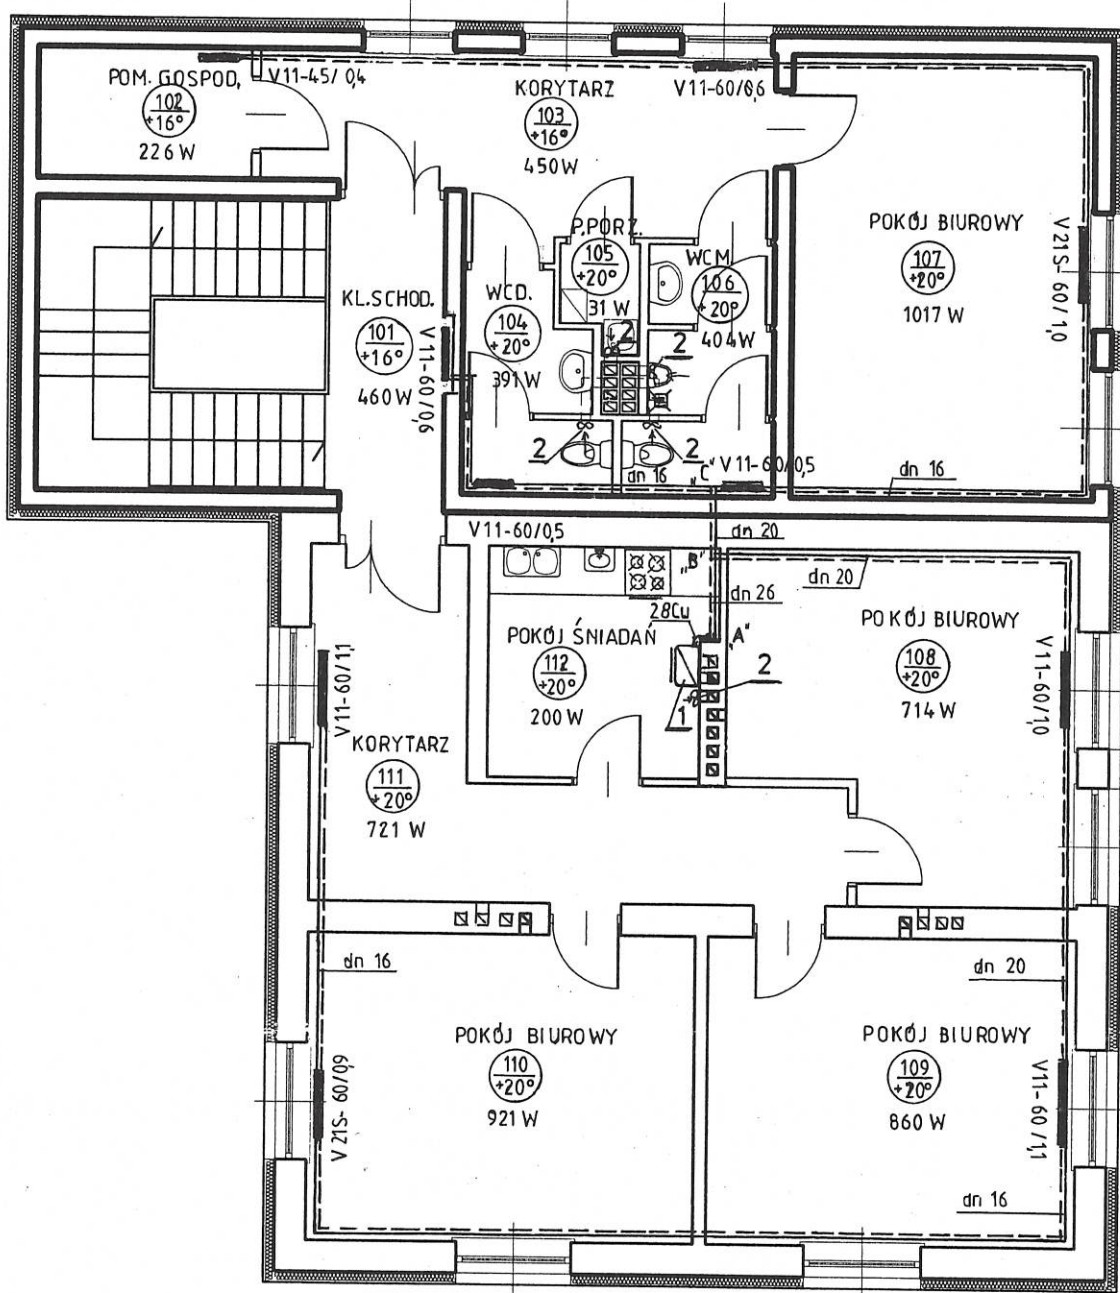 POM. GOSPOD,
102
+16°
226 W
V11-45/0,4
KORYTARZ
103
+16°
450W
V11-60/0,6
POKÓJ BIUROWY
107
+20°
1017 W
V21S-60/1,0
KL.SCHOD.
101
+16°
460W
V11-60/0,6
WCD.
104
+20°
391 W
P.PORZ.
105
+20°
31 W
WCM
106
+20°
404W
2
2
2
2
dn 16
„C"
V11-60/0,5
dn 16
V11-60/0,5
dn 20
„B"
dn 20
dn 26
28Cu
„A"
POKÓJ ŚNIADAŃ
112
+20°
200 W
1
2
POKÓJ BIUROWY
108
+20°
714 W
V11-60/1,0
V11-60/1,1
KORYTARZ
111
+20°
721 W
dn 16
dn 20
POKÓJ BIUROWY
110
+20°
921 W
V 21S- 60/0,9
POKÓJ BIUROWY
109
+20°
860 W
V11- 60 /1,1
dn 16